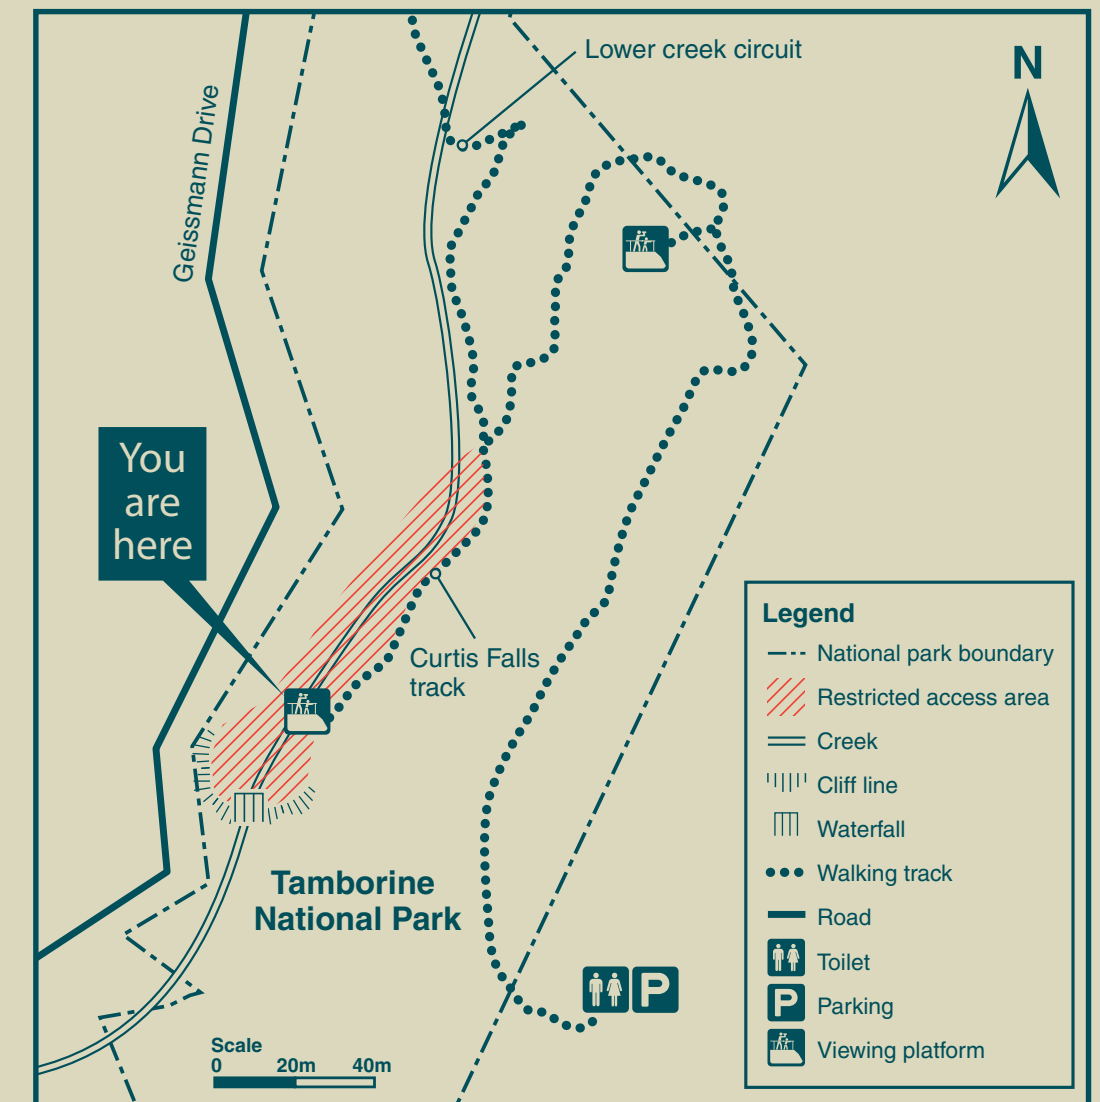 Lower creek circuit
N
Geissmann Drive
You
are
here
Curtis Falls
track
Tamborine
National Park
Scale
0 20m 40m
Legend
National park boundary
Restricted access area
Creek
Cliff line
Waterfall
Walking track
Road
Toilet
P Parking
Viewing platform
P